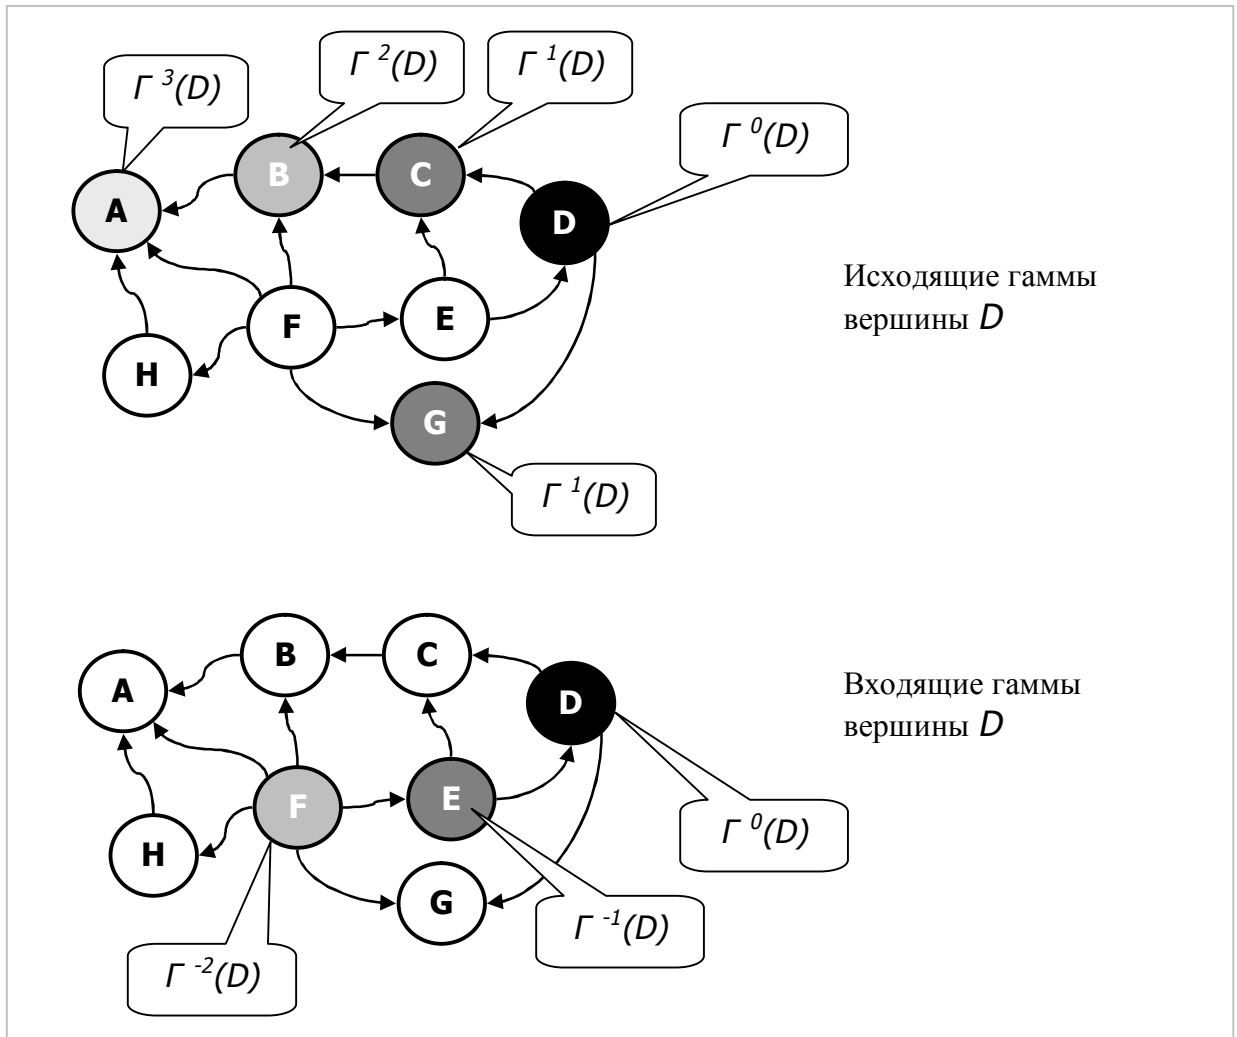 Γ ²(D)
Γ ¹(D)
Γ ³(D)
Γ ⁰(D)
B
C
A
D
Исходящие гаммы
вершины D
F
E
H
G
Γ ¹(D)
B
C
A
D
Входящие гаммы
вершины D
F
E
Γ ⁰(D)
H
G
Γ ⁻¹(D)
Γ ⁻²(D)